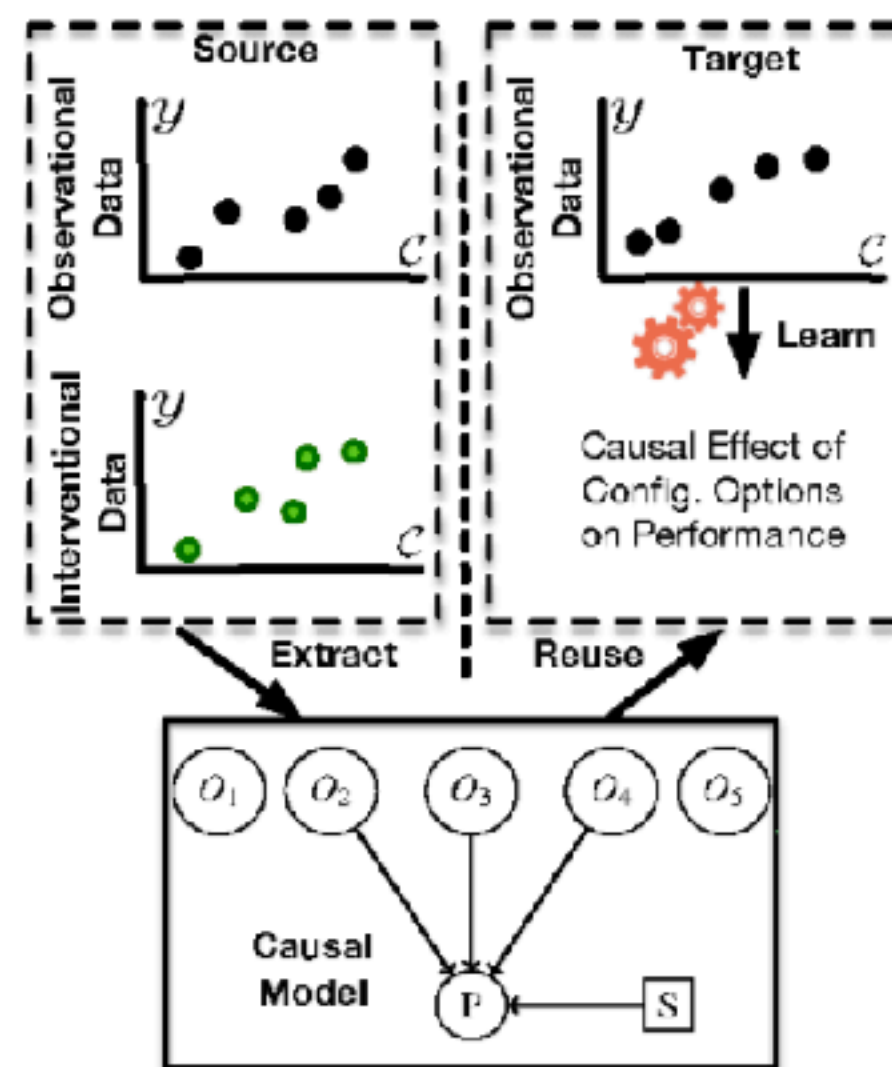 Source
Observational
Data
y
C
Interventional
Data
y
C
Target
Observational
Data
y
C
Learn
Causal Effect of
Config. Options
on Performance
Extract
Reuse
O₁ O₂ O₃ O₄ O₅
Causal
Model
P
S